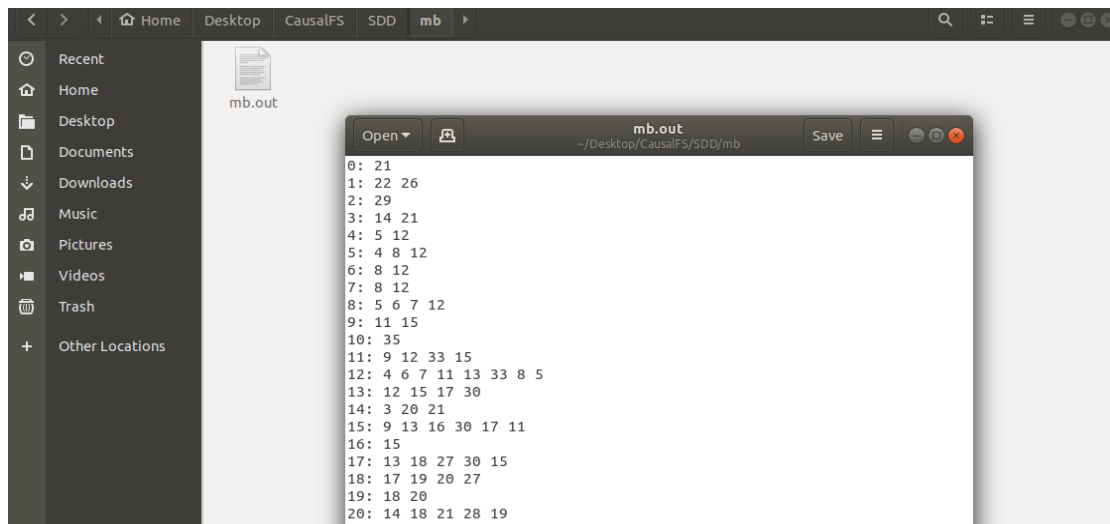 Home Desktop CausalFS SDD mb
Recent
Home
Desktop
Documents
Downloads
Music
Pictures
Videos
Trash
+ Other Locations
mb.out
Open mb.out Save
~/Desktop/CausalFS/SDD/mb
0: 21
1: 22 26
2: 29
3: 14 21
4: 5 12
5: 4 8 12
6: 8 12
7: 8 12
8: 5 6 7 12
9: 11 15
10: 35
11: 9 12 33 15
12: 4 6 7 11 13 33 8 5
13: 12 15 17 30
14: 3 20 21
15: 9 13 16 30 17 11
16: 15
17: 13 18 27 30 15
18: 17 19 20 27
19: 18 20
20: 14 18 21 28 19